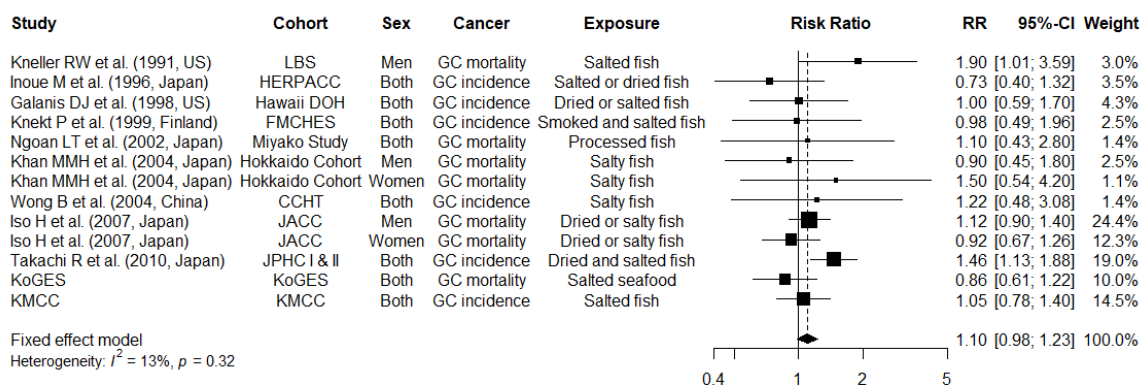 Study Cohort Sex Cancer Exposure Risk Ratio RR 95%-CI Weight
Kneller RW et al. (1991, US) LBS Men GC mortality Salted fish 1.90 [1.01; 3.59] 3.0%
Inoue M et al. (1996, Japan) HERPACC Both GC incidence Salted or dried fish 0.73 [0.40; 1.32] 3.5%
Galanis DJ et al. (1998, US) Hawaii DOH Both GC incidence Dried or salted fish 1.00 [0.59; 1.70] 4.3%
Knekt P et al. (1999, Finland) FMCHES Both GC incidence Smoked and salted fish 0.98 [0.49; 1.96] 2.5%
Ngoan LT et al. (2002, Japan) Miyako Study Both GC mortality Processed fish 1.10 [0.43; 2.80] 1.4%
Khan MMH et al. (2004, Japan) Hokkaido Cohort Men GC mortality Salty fish 0.90 [0.45; 1.80] 2.5%
Khan MMH et al. (2004, Japan) Hokkaido Cohort Women GC mortality Salty fish 1.50 [0.54; 4.20] 1.1%
Wong B et al. (2004, China) CCHT Both GC incidence Salty fish 1.22 [0.48; 3.08] 1.4%
Iso H et al. (2007, Japan) JACC Men GC mortality Dried or salty fish 1.12 [0.90; 1.40] 24.4%
Iso H et al. (2007, Japan) JACC Women GC mortality Dried or salty fish 0.92 [0.67; 1.26] 12.3%
Takachi R et al. (2010, Japan) JPHC I & II Both GC incidence Dried and salted fish 1.46 [1.13; 1.88] 19.0%
KoGES KoGES Both GC incidence Salted seafood 0.86 [0.61; 1.22] 10.0%
KMCC KMCC Both GC incidence Salted fish 1.05 [0.78; 1.40] 14.5%
Fixed effect model 1.10 [0.98; 1.23] 100.0%
Heterogeneity: I² = 13%, p = 0.32
0.4 1 2 5